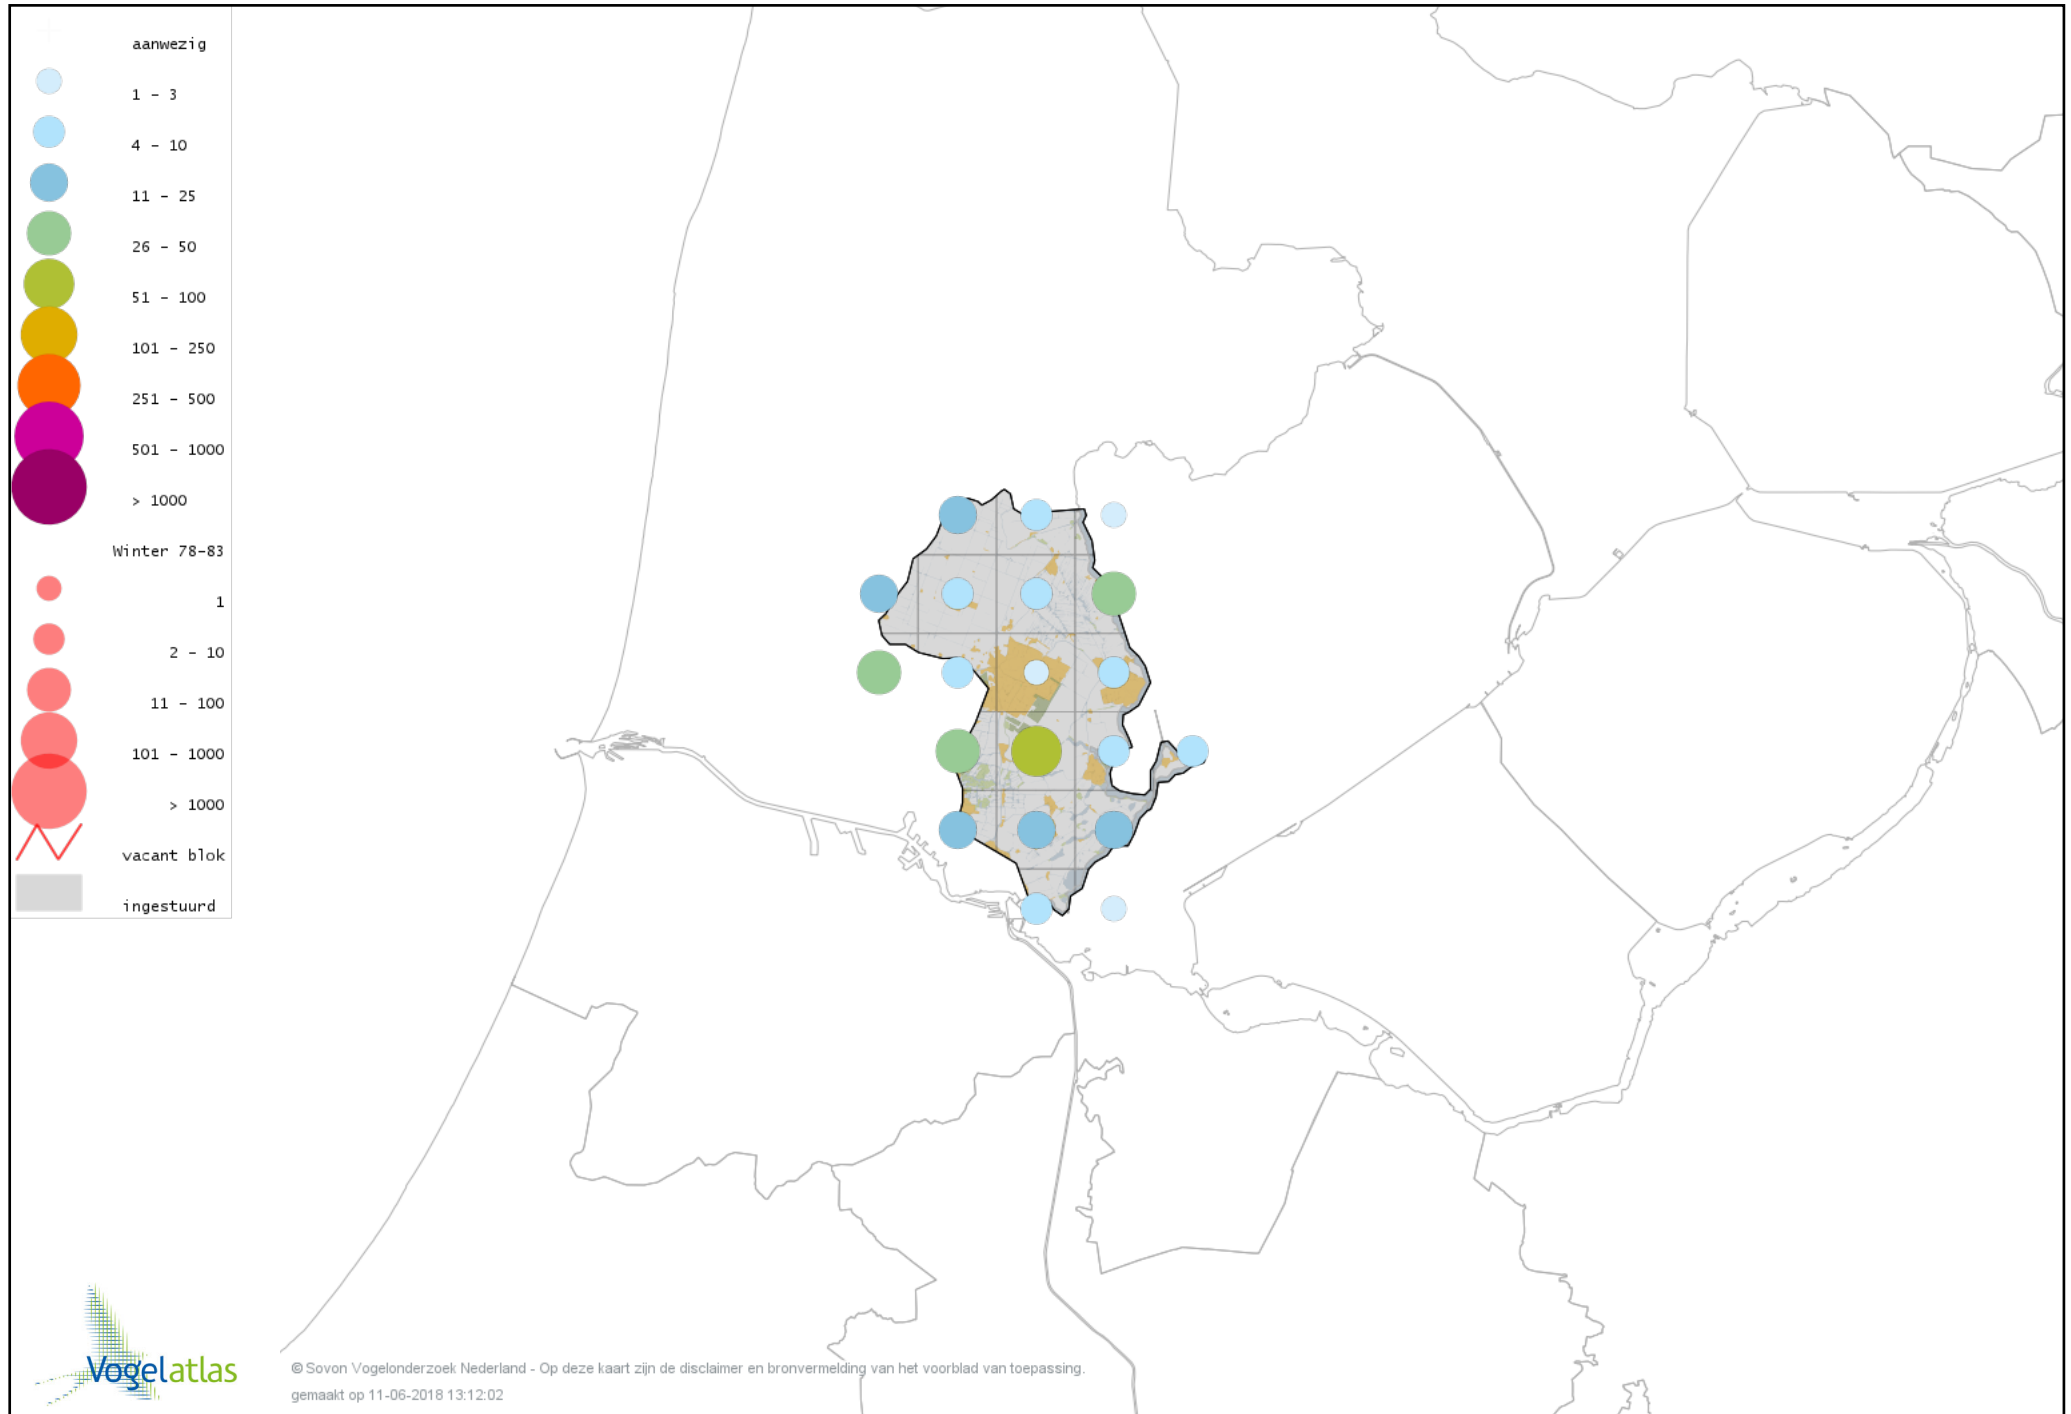 aanwezig
1 – 3
4 – 10
11 – 25
26 – 50
51 – 100
101 – 250
251 – 500
501 – 1000
> 1000
Winter 78-83
1
2 – 10
11 – 100
101 – 1000
> 1000
vacant blok
ingestuurd
Vogelatlas
© Sovon Vogelonderzoek Nederland - Op deze kaart zijn de disclaimer en bronvermelding van het voorblad van toepassing.
gemaakt op 11-06-2018 13:12:02